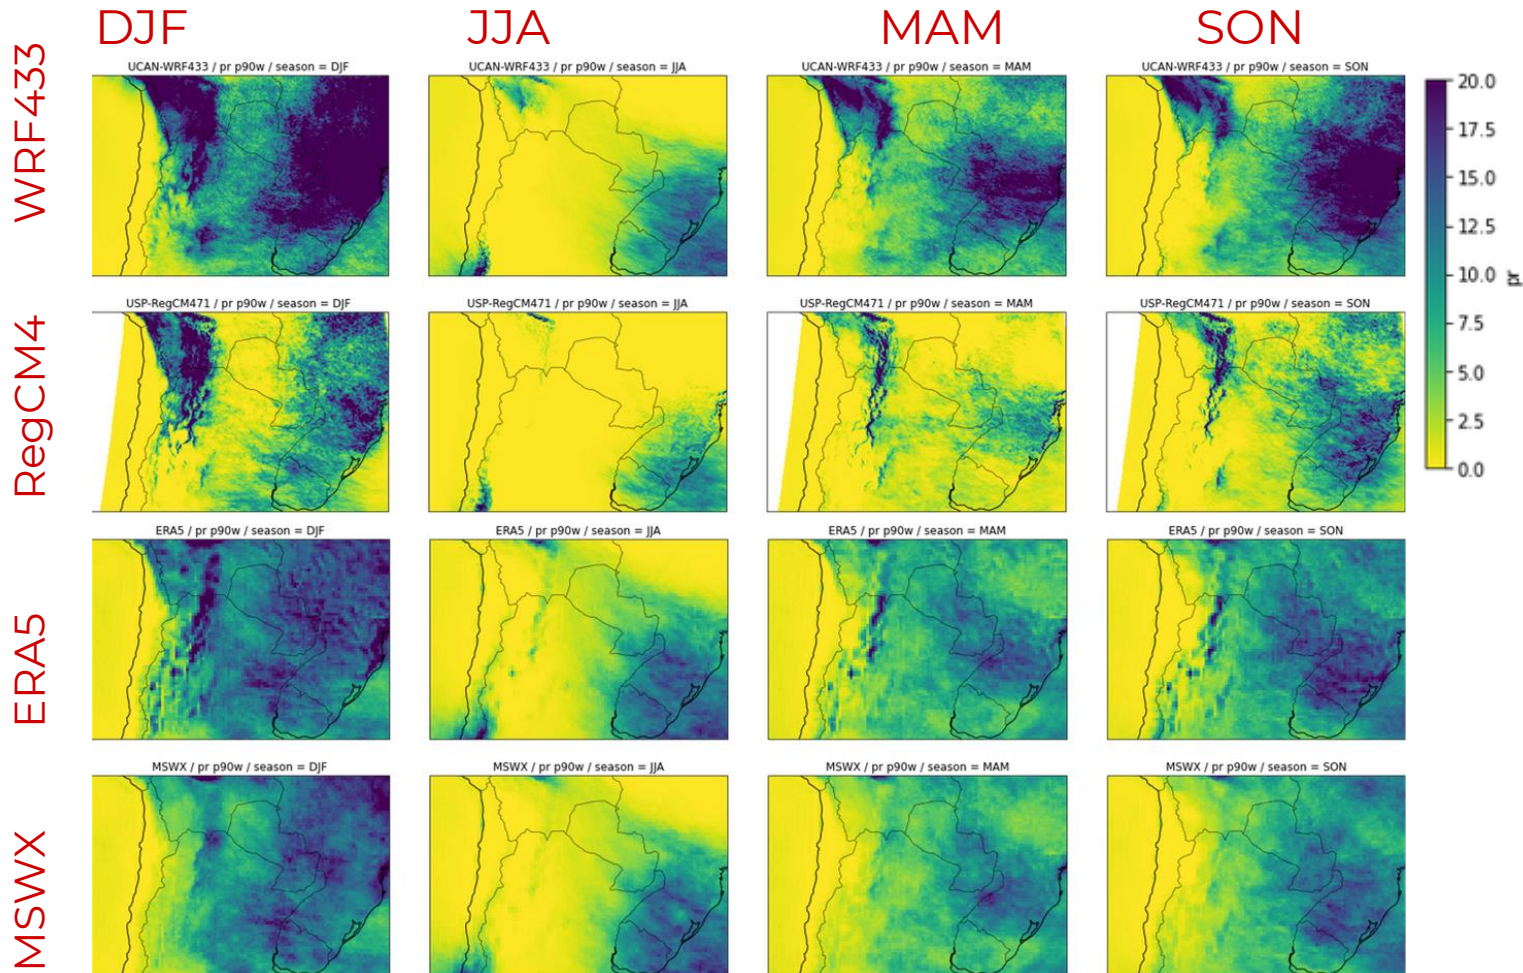 DJF JJA MAM SON
WRF433
UCAN-WRF433 / pr p90w / season = DJF
UCAN-WRF433 / pr p90w / season = JJA
UCAN-WRF433 / pr p90w / season = MAM
UCAN-WRF433 / pr p90w / season = SON
20.0
17.5
15.0
12.5
10.0
7.5
5.0
2.5
0.0
pr
RegCM4
USP-RegCM471 / pr p90w / season = DJF
USP-RegCM471 / pr p90w / season = JJA
USP-RegCM471 / pr p90w / season = MAM
USP-RegCM471 / pr p90w / season = SON
ERA5
ERA5 / pr p90w / season = DJF
ERA5 / pr p90w / season = JJA
ERA5 / pr p90w / season = MAM
ERA5 / pr p90w / season = SON
MSWX
MSWX / pr p90w / season = DJF
MSWX / pr p90w / season = JJA
MSWX / pr p90w / season = MAM
MSWX / pr p90w / season = SON